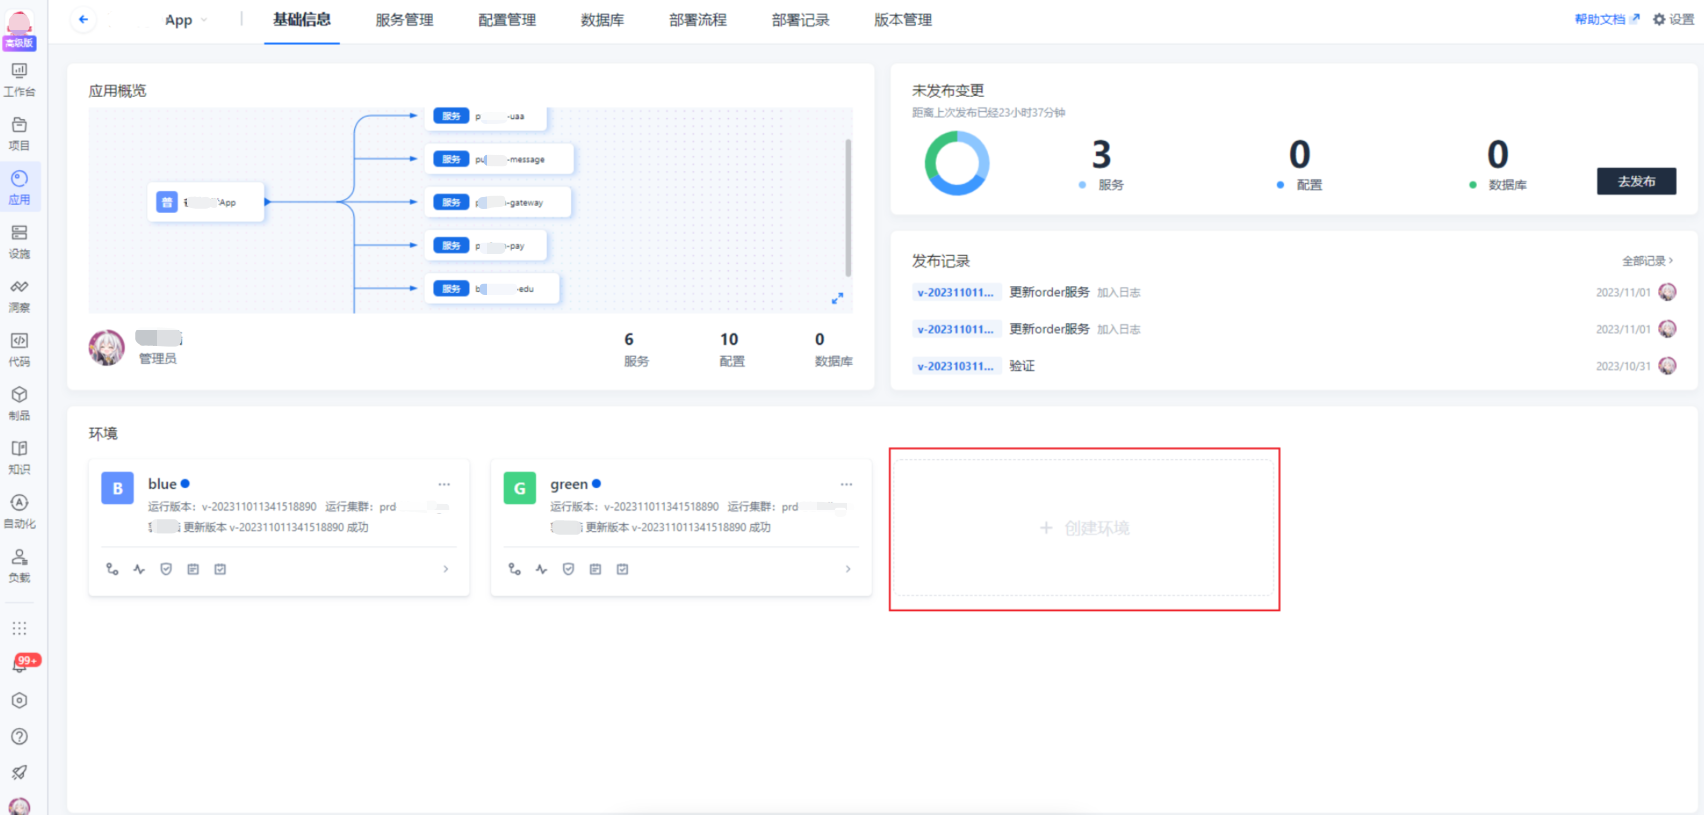 App
基础信息
服务管理
配置管理
数据库
部署流程
部署记录
版本管理
帮助文档
设置
高级版
工作台
项目
应用
设施
洞察
代码
制品
知识
自动化
负载
99+
应用概览
普
App
服务 p -uaa
服务 pu -message
服务 p -gateway
服务 p -pay
服务 b -edu
管理员
6
服务
10
配置
0
数据库
未发布变更
距离上次发布已经23小时37分钟
3
服务
0
配置
0
数据库
去发布
发布记录
全部记录
v-202311011... 更新order服务 加入日志 2023/11/01
v-202311011... 更新order服务 加入日志 2023/11/01
v-202310311... 验证 2023/10/31
环境
B
blue
运行版本：v-202311011341518890 运行集群：prd
更新版本 v-202311011341518890 成功
G
green
运行版本：v-202311011341518890 运行集群：prd
更新版本 v-202311011341518890 成功
+ 创建环境